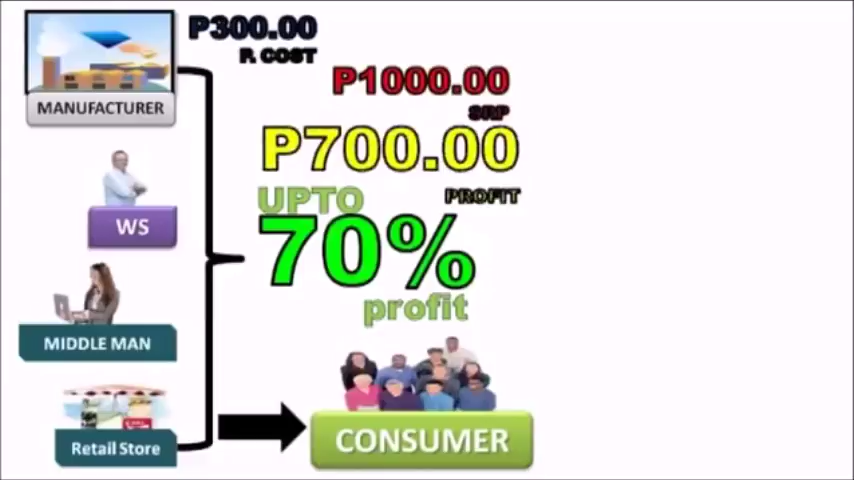 P300.00
P. COST
P1000.00
SRP
MANUFACTURER
P700.00
PROFIT
UPTO
70%
profit
WS
MIDDLE MAN
Retail Store
CONSUMER